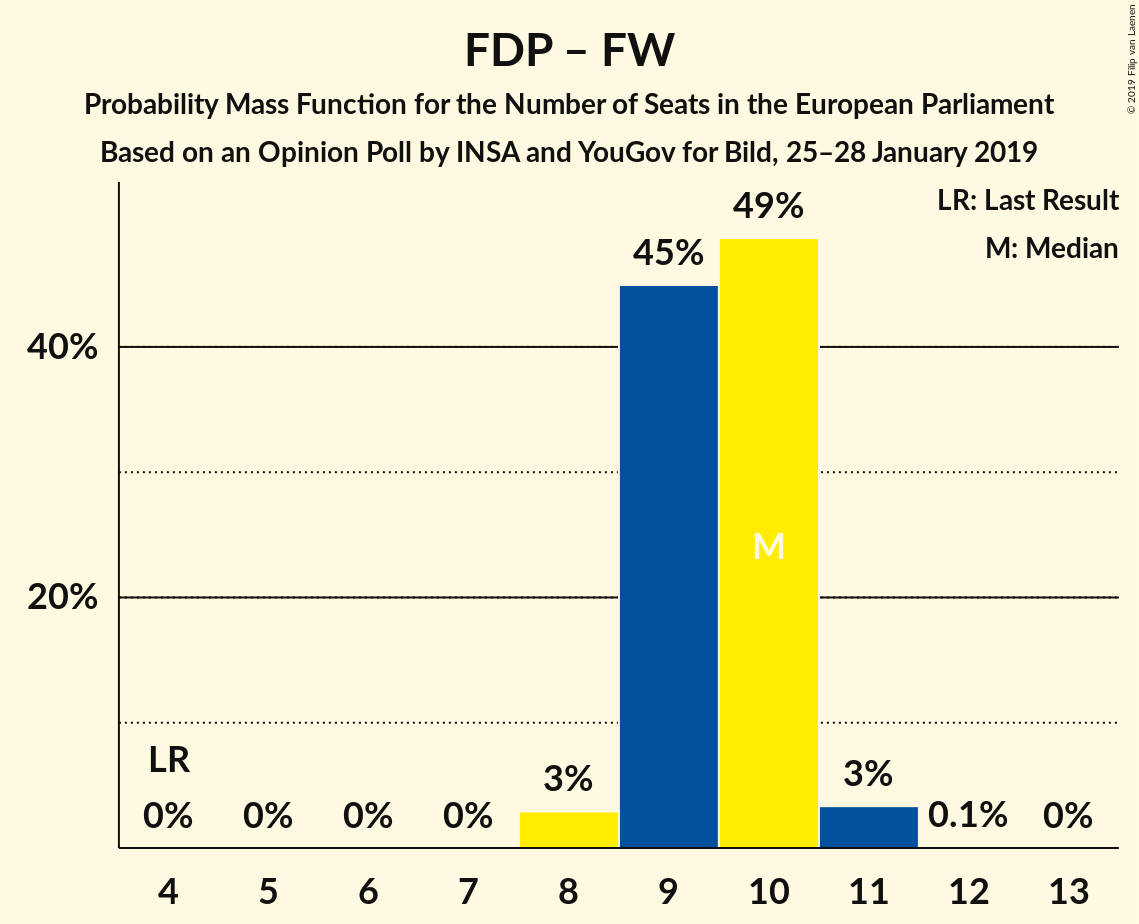 FDP – FW
Probability Mass Function for the Number of Seats in the European Parliament
Based on an Opinion Poll by INSA and YouGov for Bild, 25–28 January 2019
© 2019 Filip van Laenen
LR: Last Result
M: Median
49%
45%
40%
M
20%
LR
3%
3%
0%
0%
0%
0%
0.1%
0%
4 5 6 7 8 9 10 11 12 13